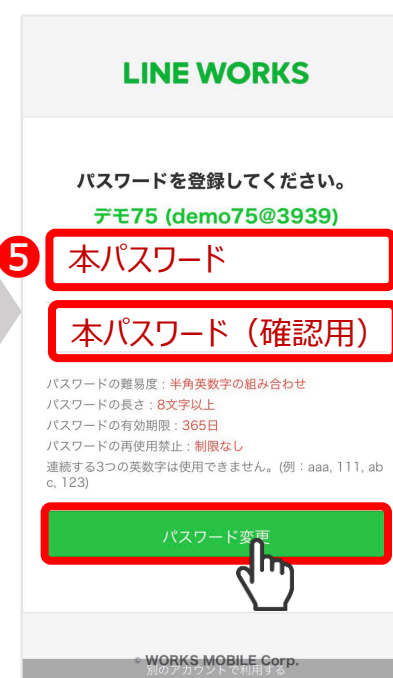 LINE WORKS
パスワードを登録してください。
デモ75 (demo75@3939)
❺
本パスワード
本パスワード（確認用）
パスワードの難易度 : 半角英数字の組み合わせ
パスワードの長さ : 8文字以上
パスワードの有効期限 : 365日
パスワードの再使用禁止 : 制限なし
連続する3つの英数字は使用できません。(例 : aaa, 111, ab
c, 123)
パスワード変更
© WORKS MOBILE Corp.
別のアカウントで利用する